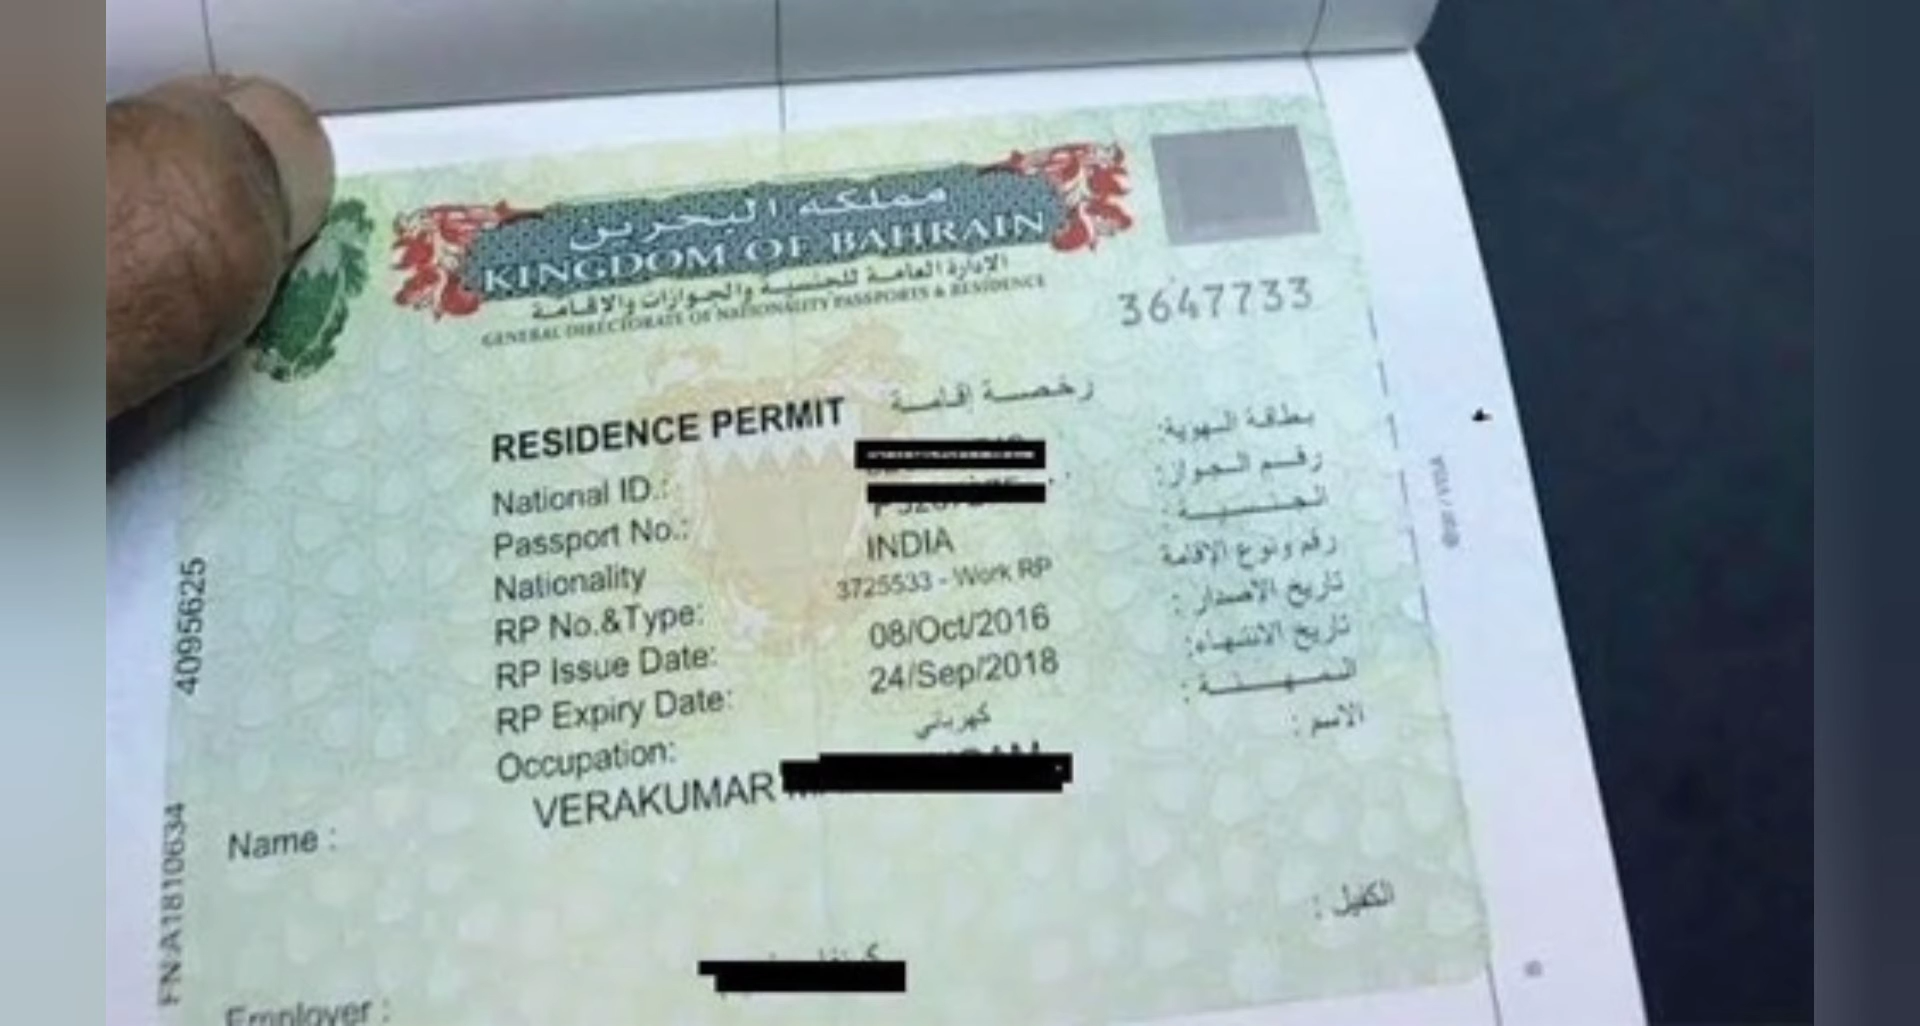 مملكة البحرين
KINGDOM OF BAHRAIN
الإدارة العامة للجنسية والجوازات والإقامة
GENERAL DIRECTORATE OF NATIONALITY PASSPORTS & RESIDENCE
3647733
RESIDENCE PERMIT رخصة إقامة
National ID.: بطاقة الهوية:
Passport No.: رقم الجواز:
Nationality INDIA الجنسية:
RP No.&Type: 3725533 - Work RP رقم ونوع الإقامة
RP Issue Date: 08/Oct/2016 تاريخ الاصدار:
RP Expiry Date: 24/Sep/2018 تاريخ الانتهاء:
Occupation: كهربائي المهنة:
Name : VERAKUMAR الاسم:
Employer : الكفيل:
4095625
FN:A1810634